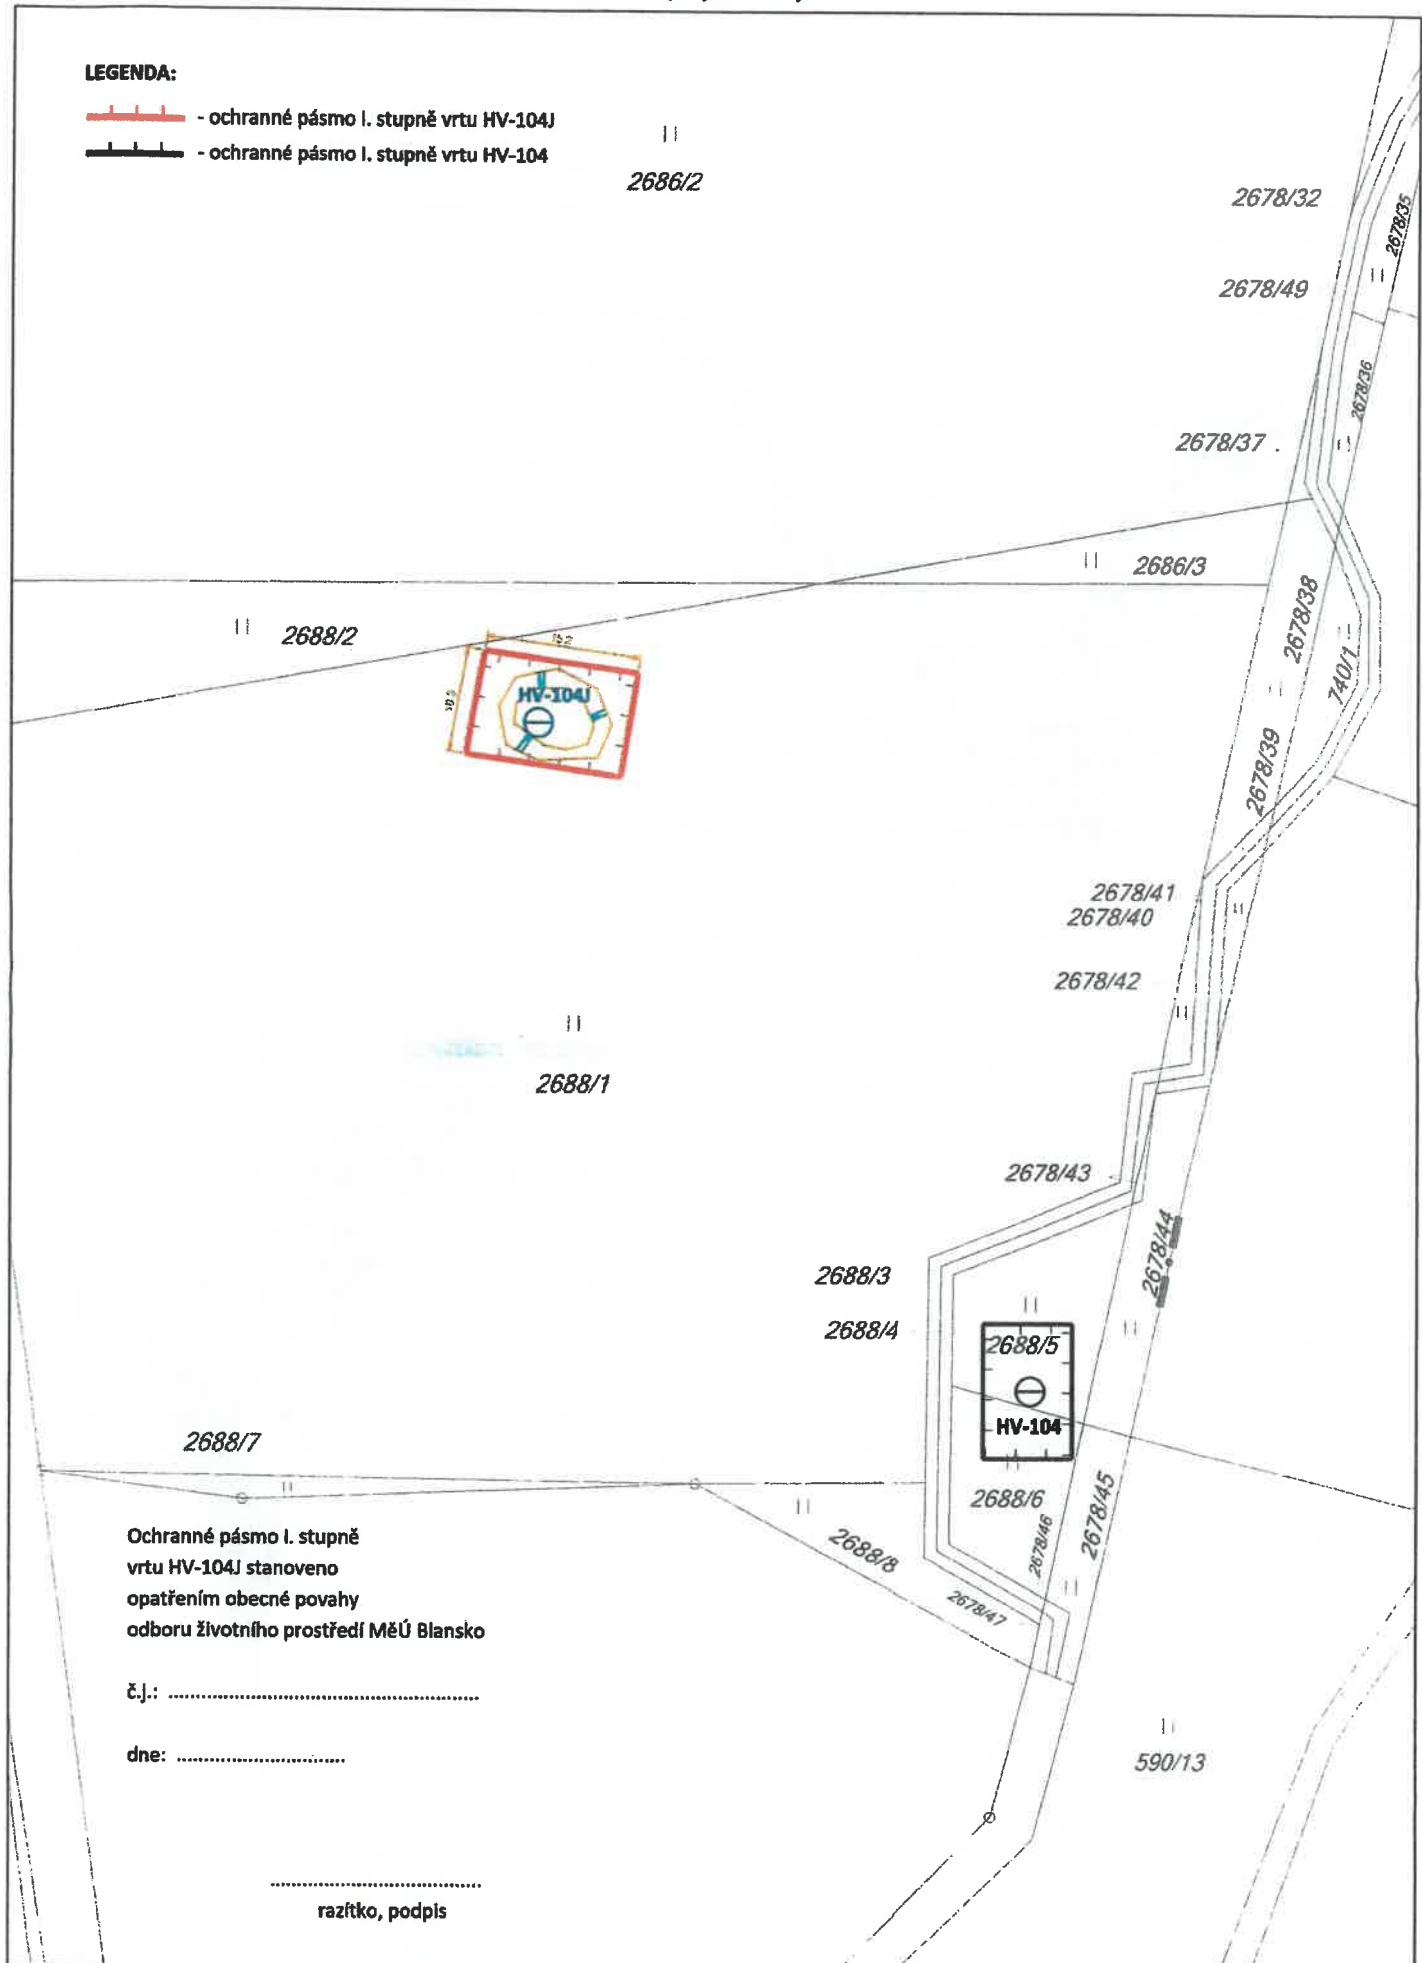 LEGENDA:
- ochranné pásmo I. stupně vrtu HV-104J
- ochranné pásmo I. stupně vrtu HV-104
2686/2
2678/32
2678/35
2678/49
2678/36
2678/37
2686/3
2688/2
2678/38
740/1
HV-104J
2678/39
2678/41
2678/40
2678/42
2688/1
2678/43
2678/44
2688/3
2688/4
2688/5
HV-104
2688/7
2688/6
2678/45
2678/46
2688/8
2678/47
Ochranné pásmo I. stupně
vrtu HV-104J stanoveno
opatřením obecné povahy
odboru životního prostředí MěÚ Blansko
č.j.: ......................................................
dne: .............................
590/13
.....................................
razítko, podpis